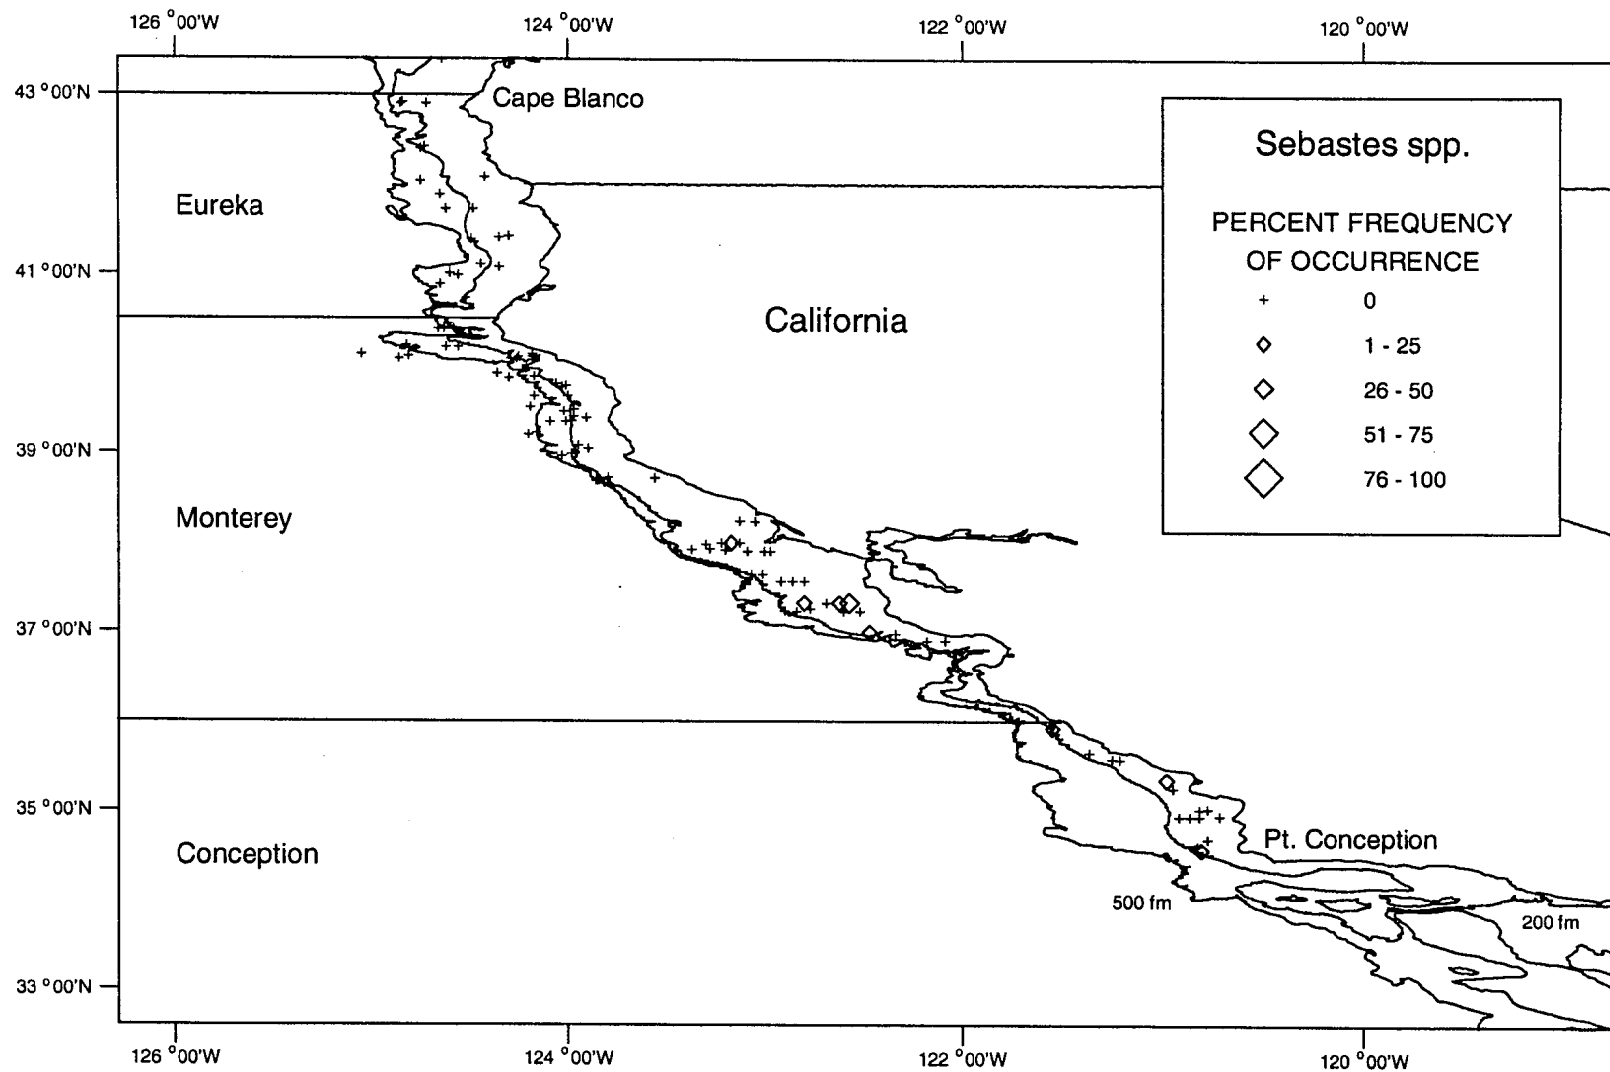 126 °00'W
124 °00'W
122 °00'W
120 °00'W
43 °00'N
Cape Blanco
Sebastes spp.
Eureka
PERCENT FREQUENCY
OF OCCURRENCE
41 °00'N
0
California
1 - 25
26 - 50
39 °00'N
51 - 75
76 - 100
Monterey
37 °00'N
35 °00'N
Pt. Conception
Conception
500 fm
200 fm
33 °00'N
126 °00'W
124 °00'W
122 °00'W
120 °00'W